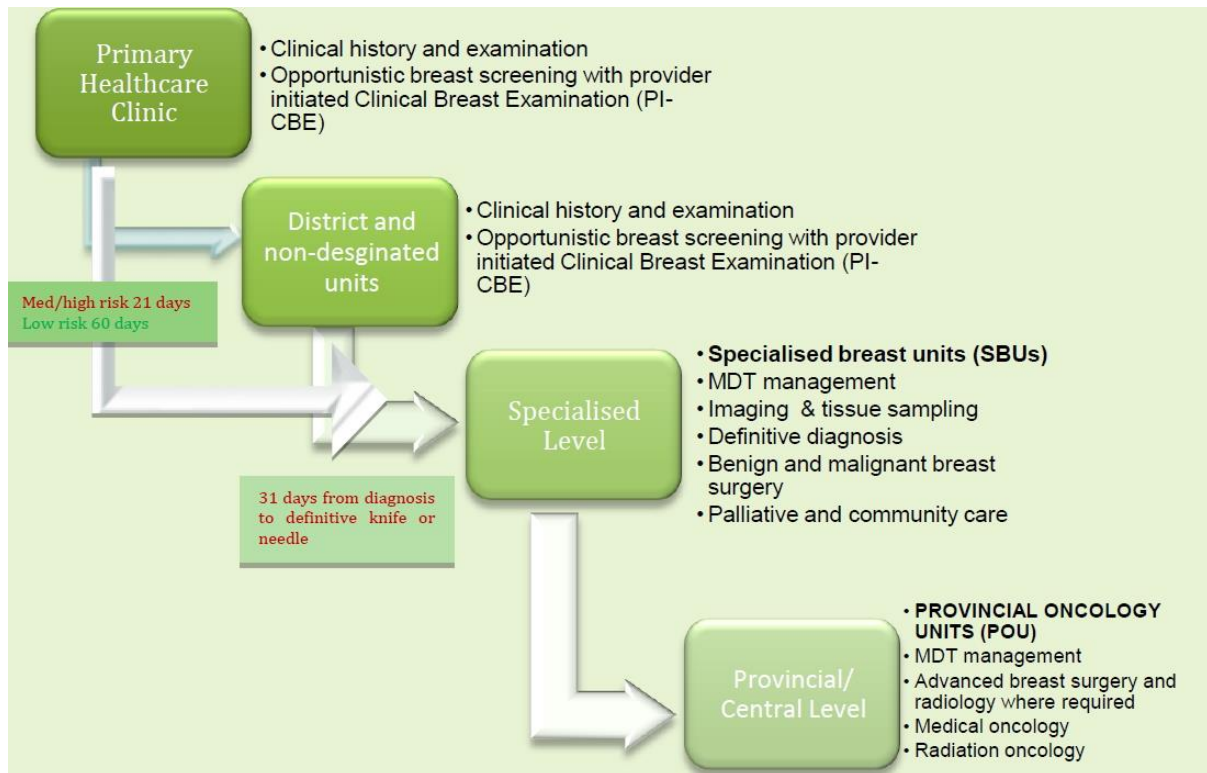 Primary
Healthcare
Clinic
• Clinical history and examination
• Opportunistic breast screening with provider
initiated Clinical Breast Examination (PI-
CBE)
District and
non-desginated
units
• Clinical history and examination
• Opportunistic breast screening with provider
initiated Clinical Breast Examination (PI-
CBE)
Med/high risk 21 days
Low risk 60 days
Specialised
Level
• Specialised breast units (SBUs)
• MDT management
• Imaging & tissue sampling
• Definitive diagnosis
• Benign and malignant breast
surgery
• Palliative and community care
31 days from diagnosis
to definitive knife or
needle
Provincial/
Central Level
• PROVINCIAL ONCOLOGY
UNITS (POU)
• MDT management
• Advanced breast surgery and
radiology where required
• Medical oncology
• Radiation oncology